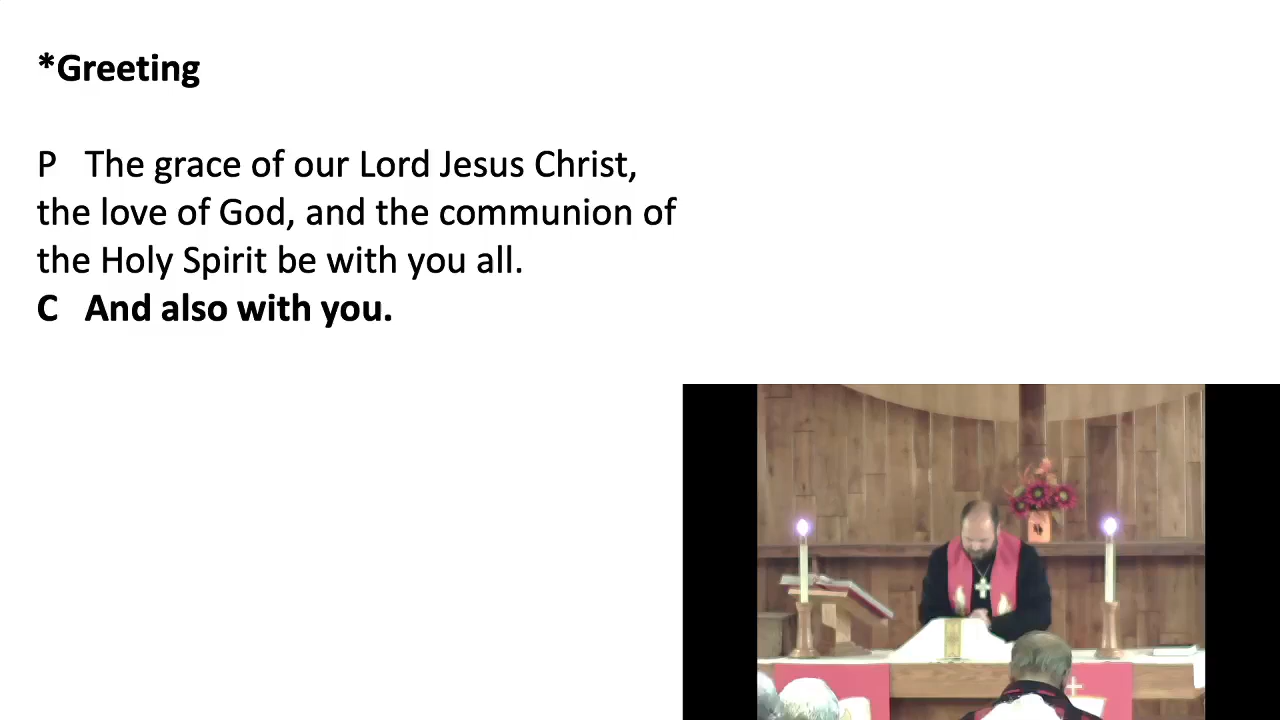 *Greeting
P The grace of our Lord Jesus Christ,
the love of God, and the communion of
the Holy Spirit be with you all.
C And also with you.